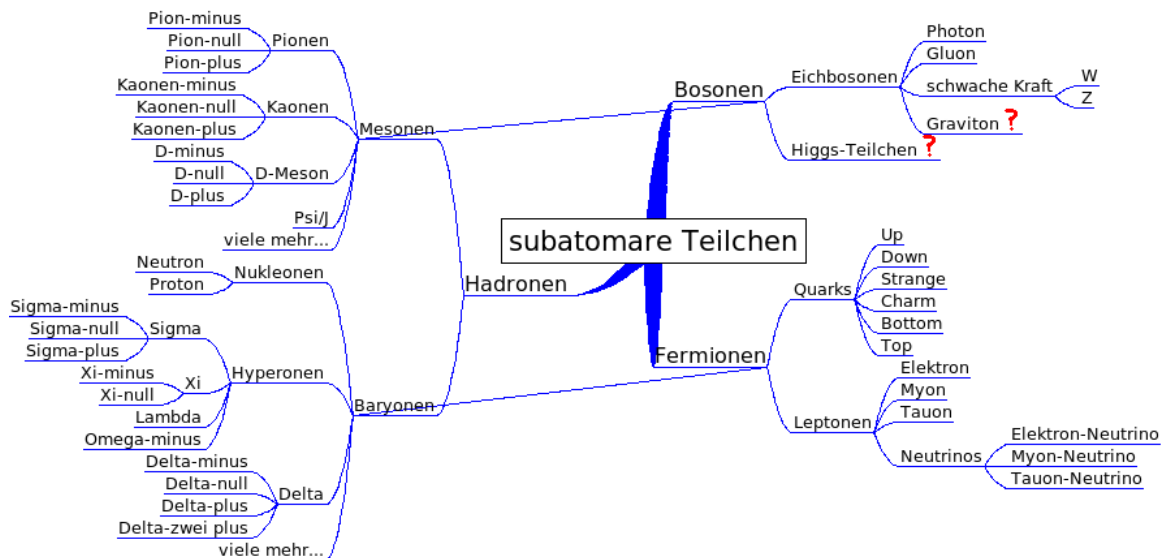 subatomare Teilchen
Bosonen
Eichbosonen
Photon
Gluon
schwache Kraft
W
Z
Graviton ?
Higgs-Teilchen ?
Fermionen
Quarks
Up
Down
Strange
Charm
Bottom
Top
Leptonen
Elektron
Myon
Tauon
Neutrinos
Elektron-Neutrino
Myon-Neutrino
Tauon-Neutrino
Hadronen
Mesonen
Pionen
Pion-minus
Pion-null
Pion-plus
Kaonen
Kaonen-minus
Kaonen-null
Kaonen-plus
D-Meson
D-minus
D-null
D-plus
Psi/J
viele mehr...
Baryonen
Nukleonen
Neutron
Proton
Hyperonen
Sigma
Sigma-minus
Sigma-null
Sigma-plus
Xi
Xi-minus
Xi-null
Lambda
Omega-minus
Delta
Delta-minus
Delta-null
Delta-plus
Delta-zwei plus
viele mehr...